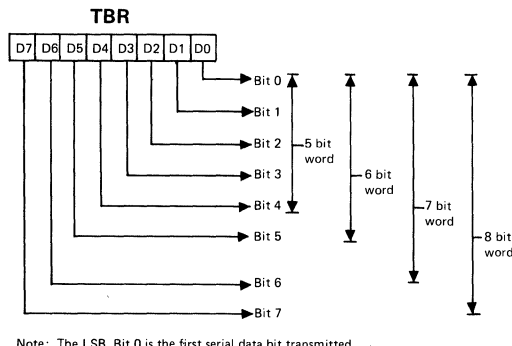 TBR
D7 D6 D5 D4 D3 D2 D1 D0
Bit 0
Bit 1
Bit 2
5 bit
word
Bit 3
6 bit
word
Bit 4
7 bit
word
Bit 5
8 bit
word
Bit 6
Bit 7
Note: The LSB, Bit 0 is the first serial data bit transmitted.